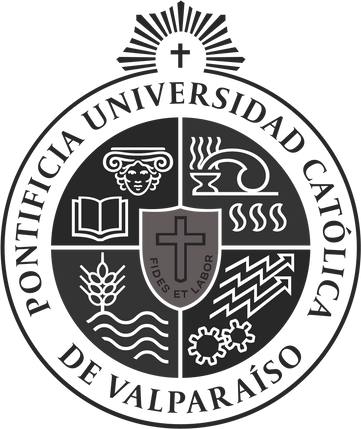 PONTIFICIA UNIVERSIDAD CATÓLICA
DE VALPARAÍSO
FIDES ET LABOR